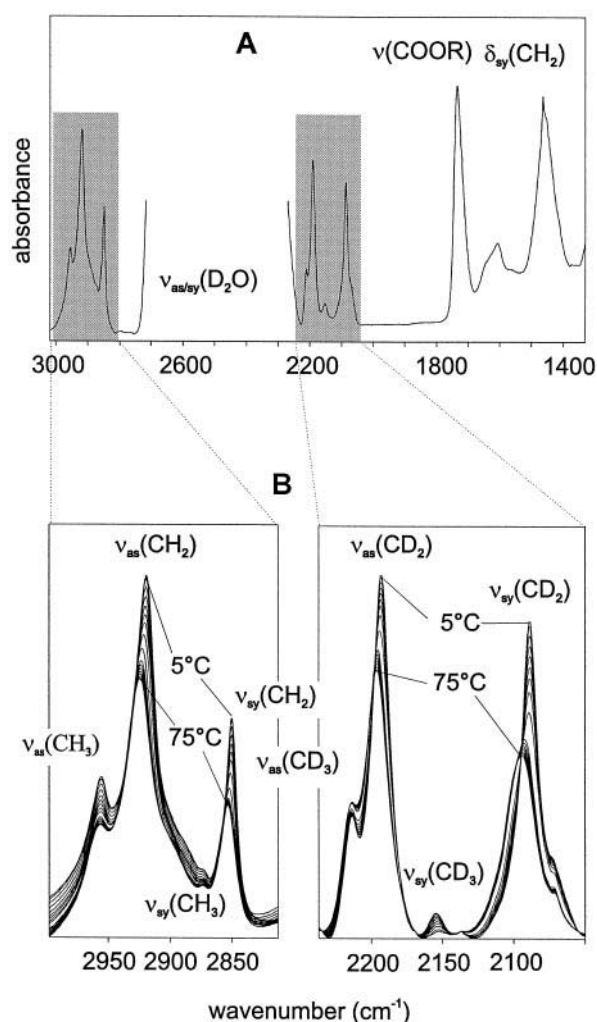 A
ν(COOR) δsy(CH2)
absorbance
νas/sy(D2O)
3000 2600 2200 1800 1400
B
νas(CH2)
νas(CD2)
νsy(CD2)
5°C
5°C
νsy(CH2)
75°C
75°C
νas(CH3)
νas(CD3)
νsy(CH3)
νsy(CD3)
2950 2900 2850
2200 2150 2100
wavenumber (cm-1)